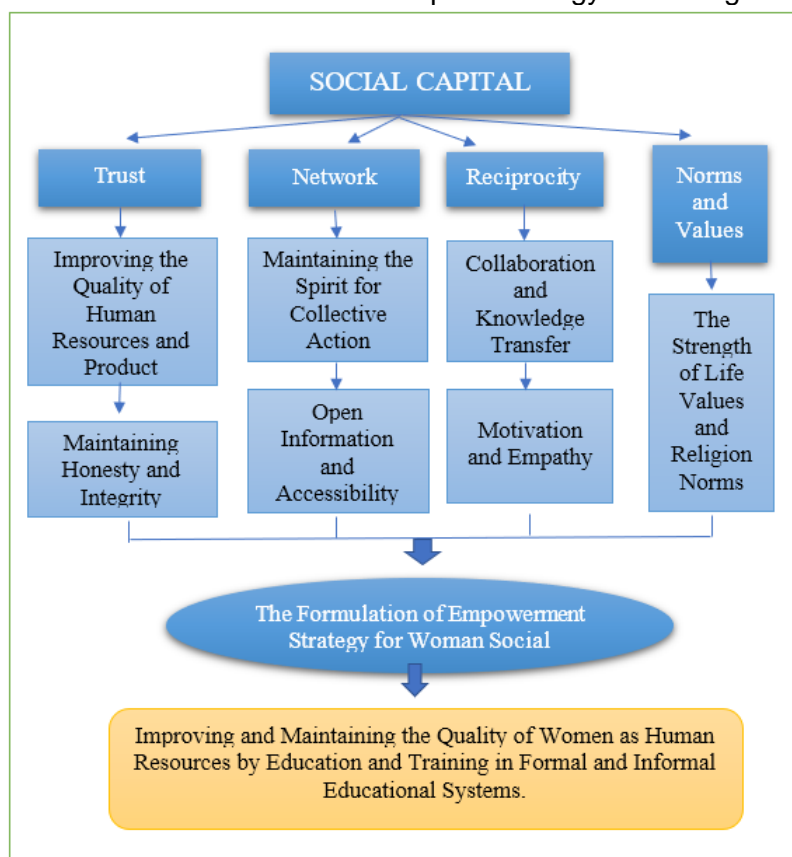 SOCIAL CAPITAL
Trust
Network
Reciprocity
Norms
and
Values
Improving the
Quality of
Human
Resources and
Product
Maintaining the
Spirit for
Collective
Action
Collaboration
and
Knowledge
Transfer
The
Strength
of Life
Values
and
Religion
Norms
Maintaining
Honesty and
Integrity
Open
Information
and
Accessibility
Motivation
and Empathy
The Formulation of Empowerment
Strategy for Woman Social
Improving and Maintaining the Quality of Women as Human
Resources by Education and Training in Formal and Informal
Educational Systems.